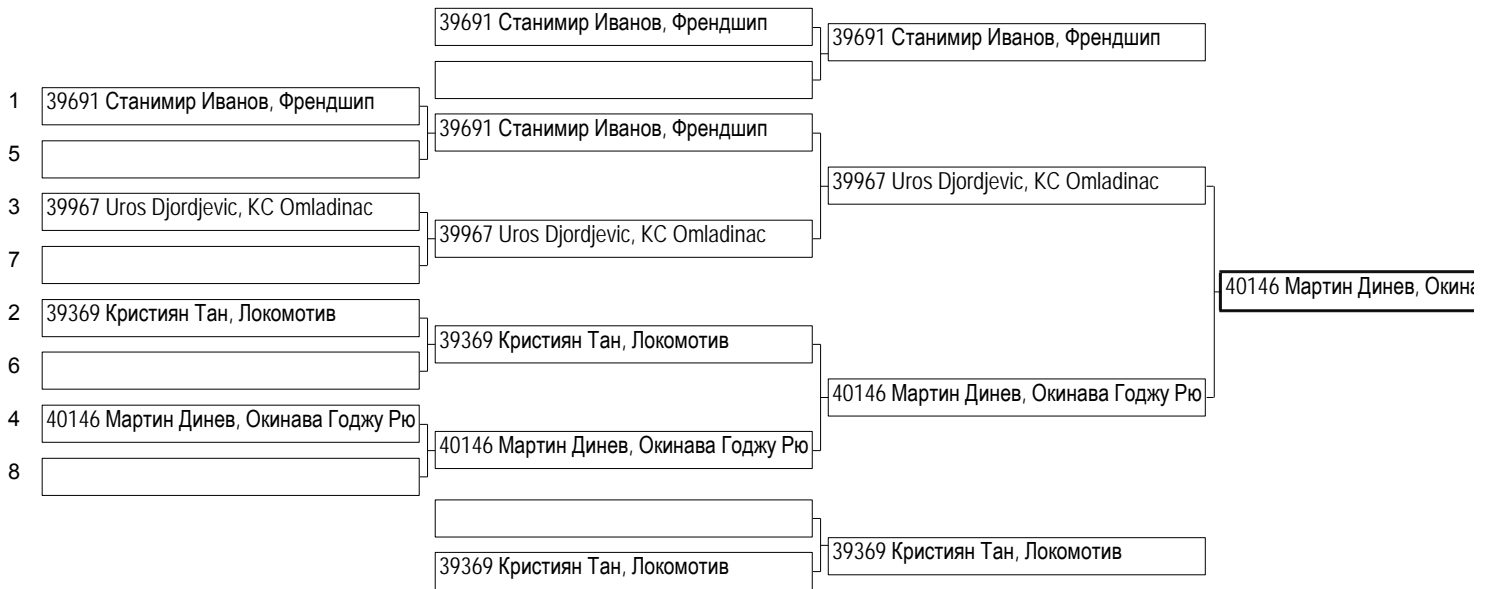 39691 Станимир Иванов, Френдшип
39691 Станимир Иванов, Френдшип
1 39691 Станимир Иванов, Френдшип
39691 Станимир Иванов, Френдшип
5
39967 Uros Djordjevic, KC Omladinac
3 39967 Uros Djordjevic, KC Omladinac
39967 Uros Djordjevic, KC Omladinac
7
40146 Мартин Динев,
2 39369 Кристиян Тан, Локомотив
39369 Кристиян Тан, Локомотив
6
40146 Мартин Динев, Окинава Годжу Рю
4 40146 Мартин Динев, Окинава Годжу Рю
40146 Мартин Динев, Окинава Годжу Рю
8
39369 Кристиян Тан, Локомотив
39369 Кристиян Тан, Локомотив